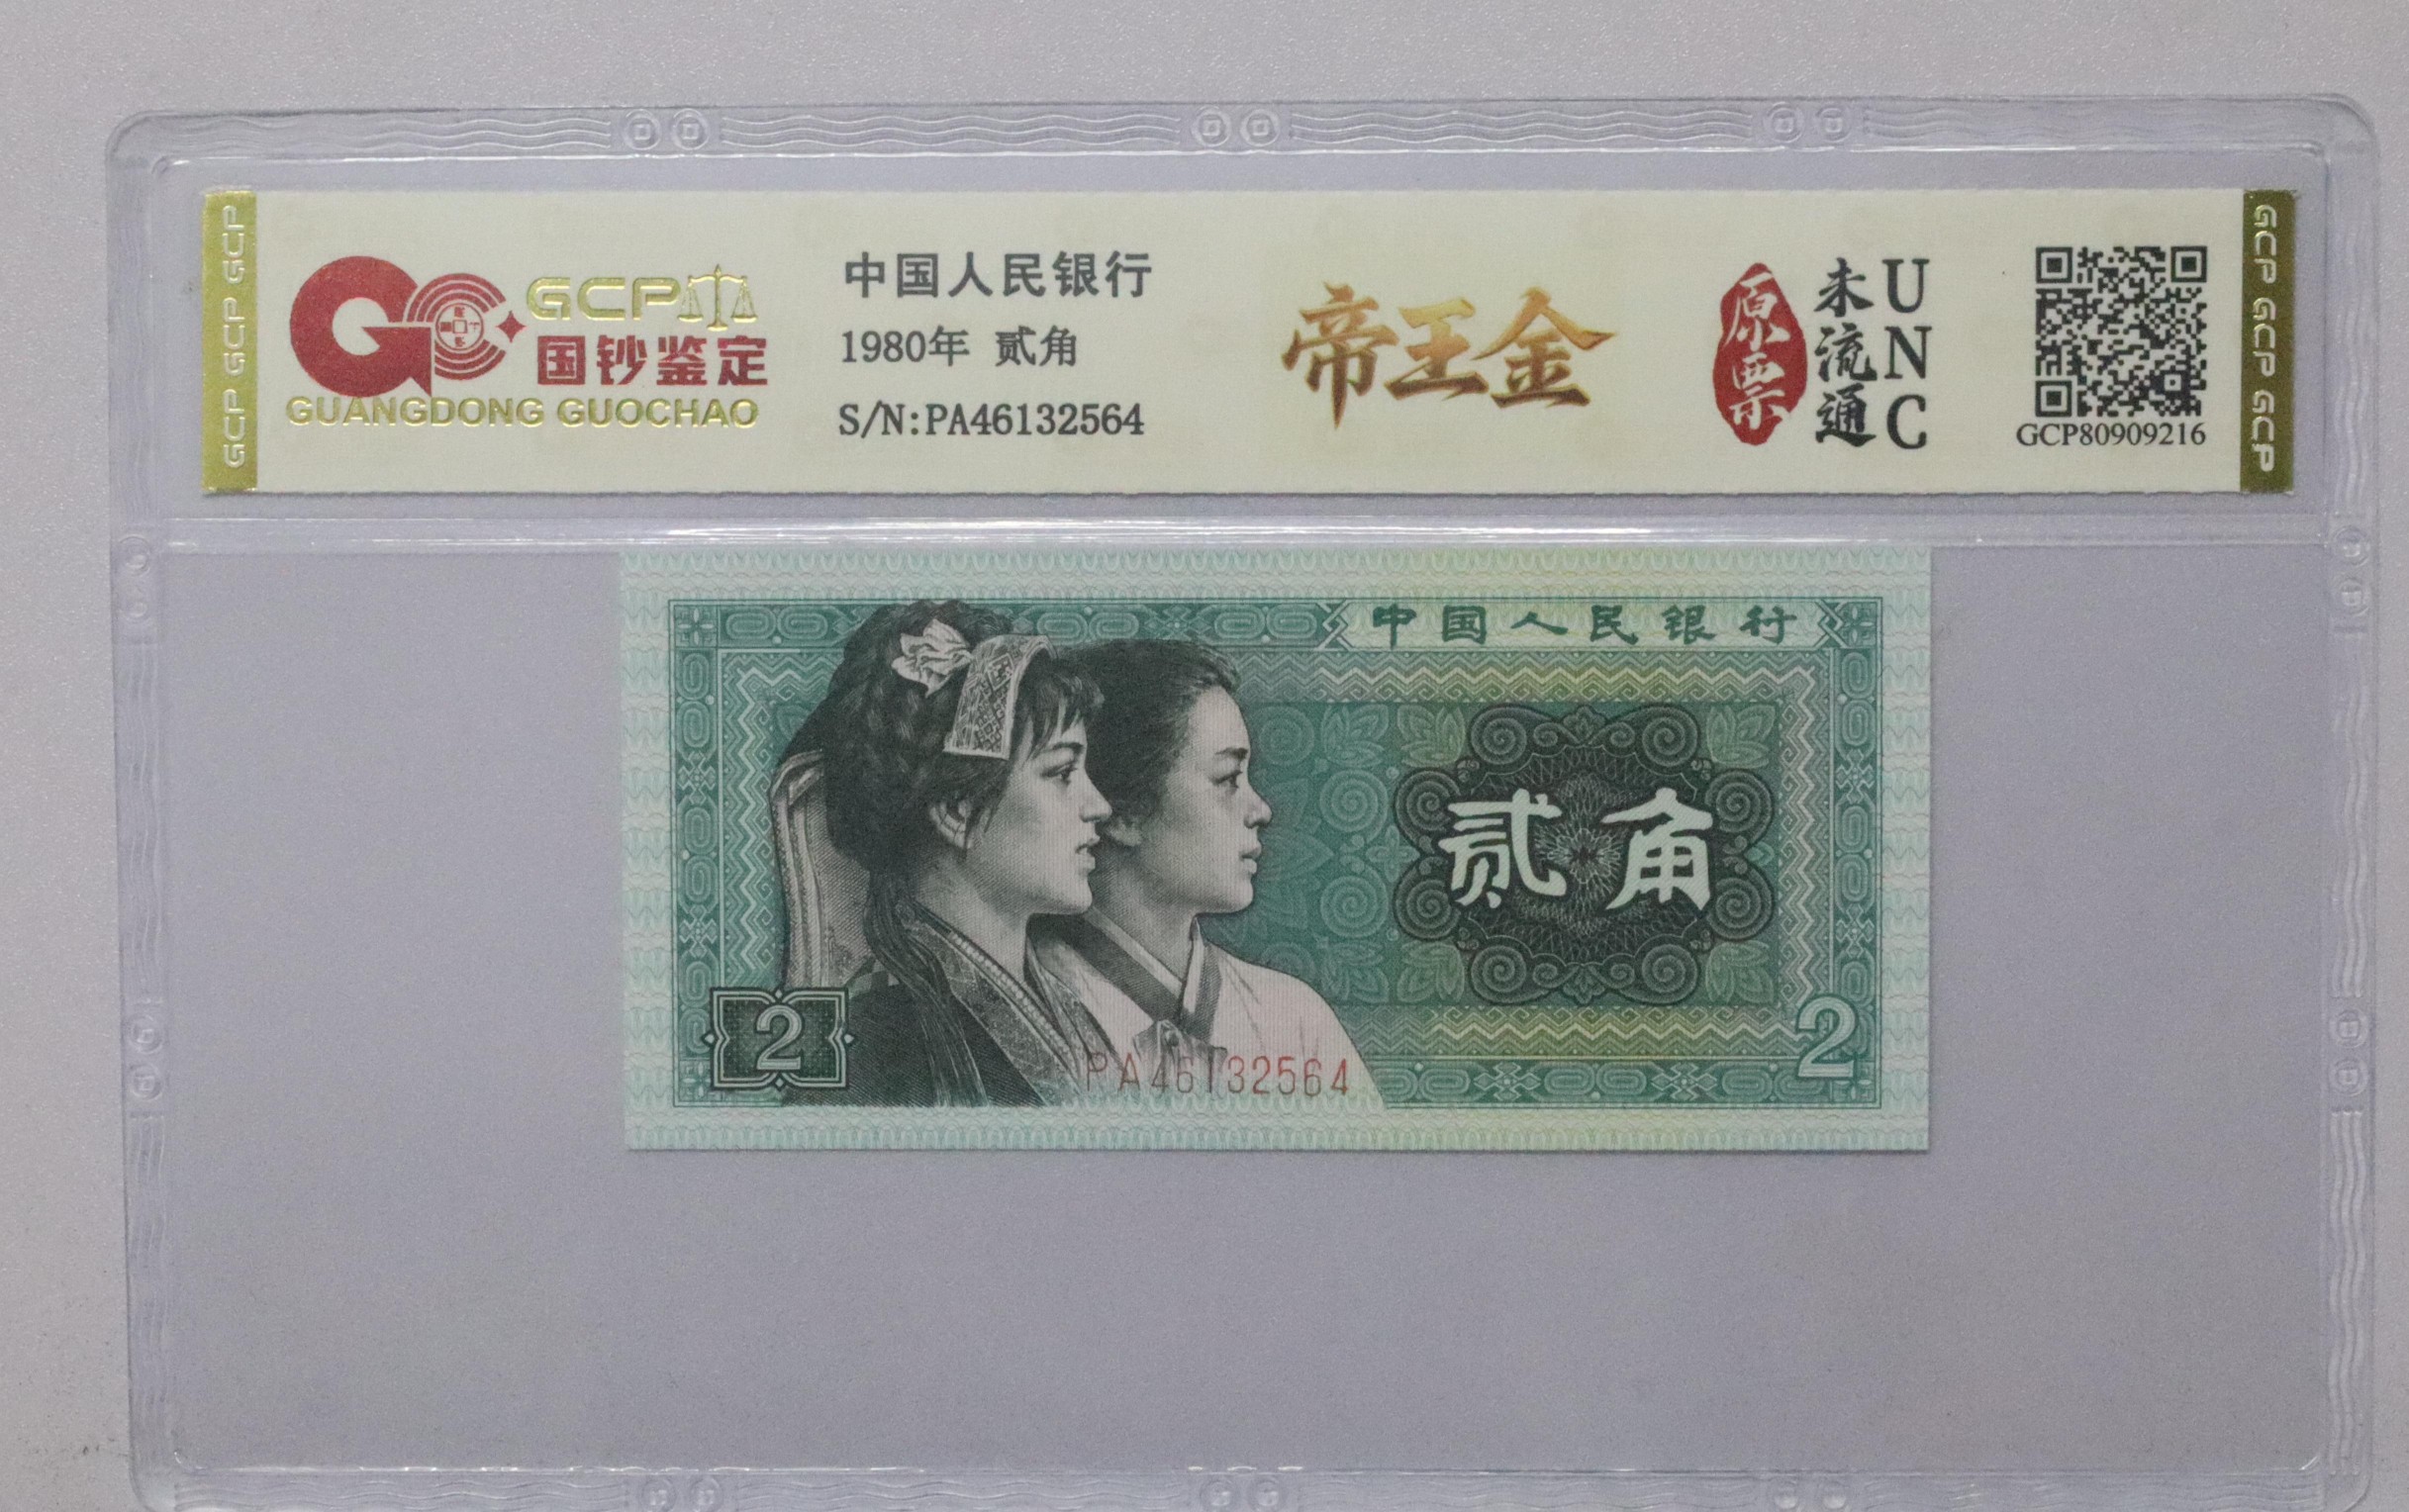 GCP GCP GCP
GCP
国钞鉴定
GUANGDONG GUOCHAO
中国人民银行
1980年 贰角
S/N:PA46132564
帝王金
原票
未流通
UNC
GCP80909216
GCP GCP GCP
中国人民银行
贰角
2
PA46132564
2